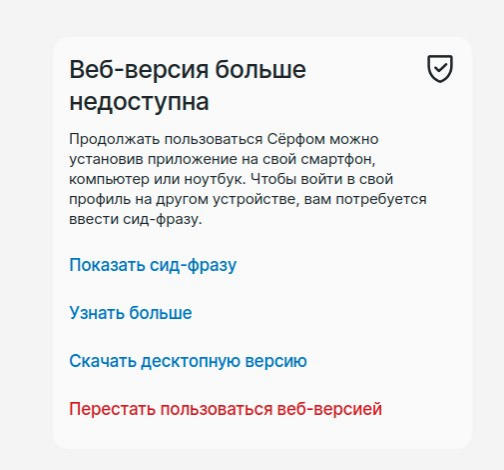 Веб-версия больше
недоступна
Продолжать пользоваться Сёрфом можно
установив приложение на свой смартфон,
компьютер или ноутбук. Чтобы войти в свой
профиль на другом устройстве, вам потребуется
ввести сид-фразу.
Показать сид-фразу
Узнать больше
Скачать десктопную версию
Перестать пользоваться веб-версией